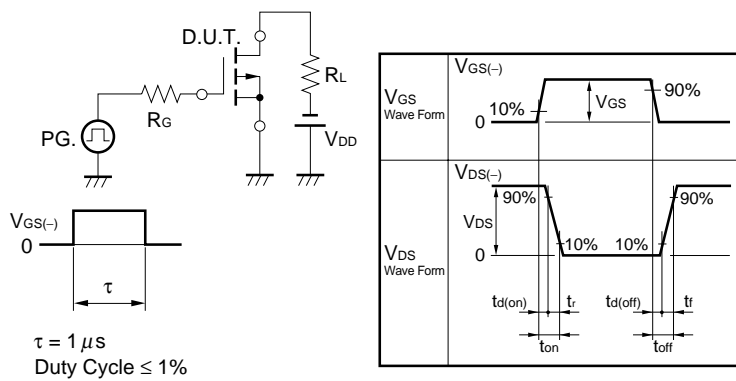 D.U.T.
RL
RG
PG.
VDD
VGS(−)
0
τ
τ = 1 μs
Duty Cycle ≤ 1%
VGS
Wave Form
VGS(−)
10%
VGS
90%
0
VDS
Wave Form
VDS(−)
90%
VDS
90%
10%
10%
0
td(on)
tr
td(off)
tf
ton
toff